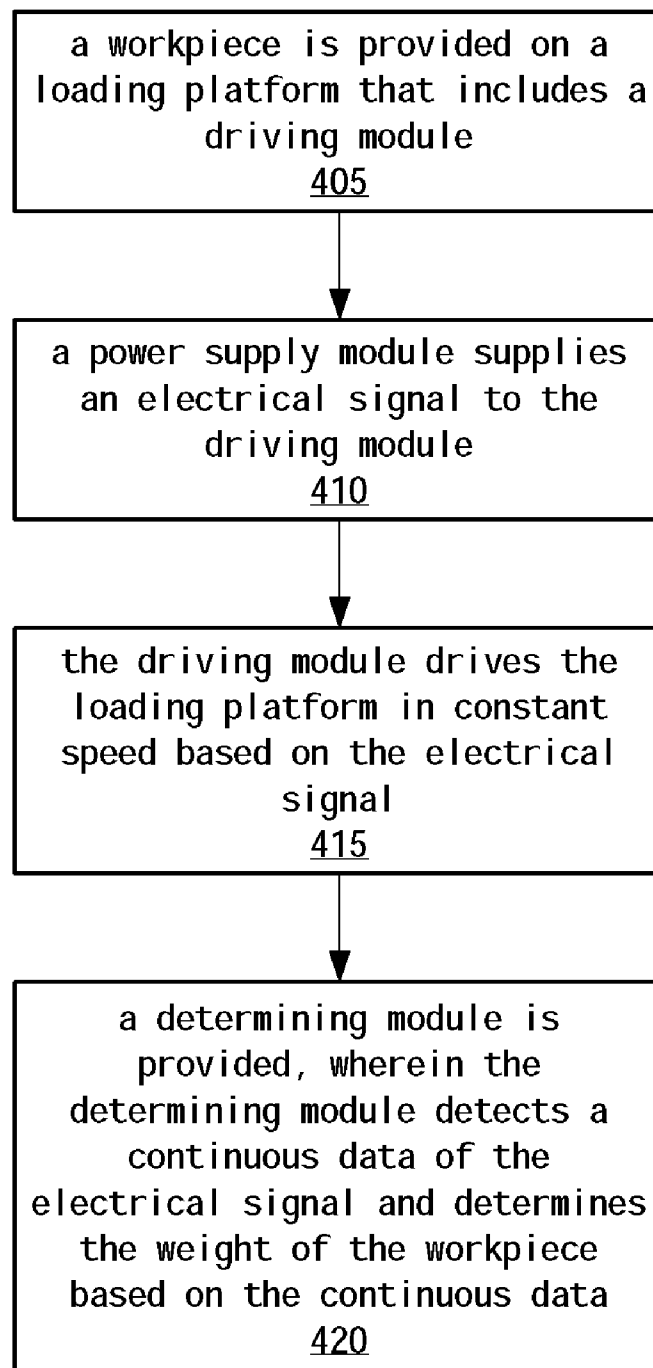 a workpiece is provided on a
loading platform that includes a
driving module
405
a power supply module supplies
an electrical signal to the
driving module
410
the driving module drives the
loading platform in constant
speed based on the electrical
signal
415
a determining module is
provided, wherein the
determining module detects a
continuous data of the
electrical signal and determines
the weight of the workpiece
based on the continuous data
420